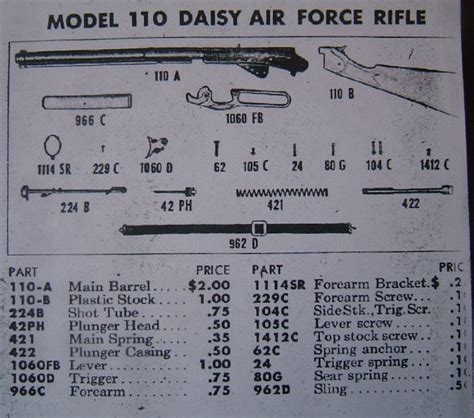 MODEL 110 DAISY AIR FORCE RIFLE
110 A
110 B
966 C
1060 FB
1114 SR 229 C 1060 D 62 105 C 24 80 G 104 C 1412 C
224 B 42 PH 421 422
962 D
PART PRICE PART PRIC
110-A Main Barrel.. $2.00 1114SR Forearm Bracket. $
110-B Plastic Stock.. 1.00 229C Forearm Screw...
224B Shot Tube.. .75 104C SideStk., Trig.Scr.
42PH Plunger Head.. .50 105C Lever screw
421 Main Spring.. .35 1412C Top stock screw
422 Plunger Casing.. .50 62C Spring anchor..
1060FB Lever.. 1.00 24 Trigger spring..
1060D Trigger.. .75 80G Sear spring..
966C Forearm.. .75 962D Sling..